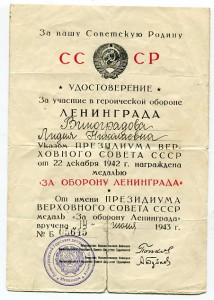 За нашу Советскую Родину
СССР
УДОСТОВЕРЕНИЕ
За участие в героической обороне
ЛЕНИНГРАДА
Виноградова
Лидия Николаевна
Указом ПРЕЗИДИУМА ВЕР-
ХОВНОГО СОВЕТА СССР
от 22 декабря 1942 г. награждена
медалью
«ЗА ОБОРОНУ ЛЕНИНГРАДА»
От имени ПРЕЗИДИУМА
ВЕРХОВНОГО СОВЕТА СССР
медаль «За оборону Ленинграда»
вручена 1943 г.
№ Б